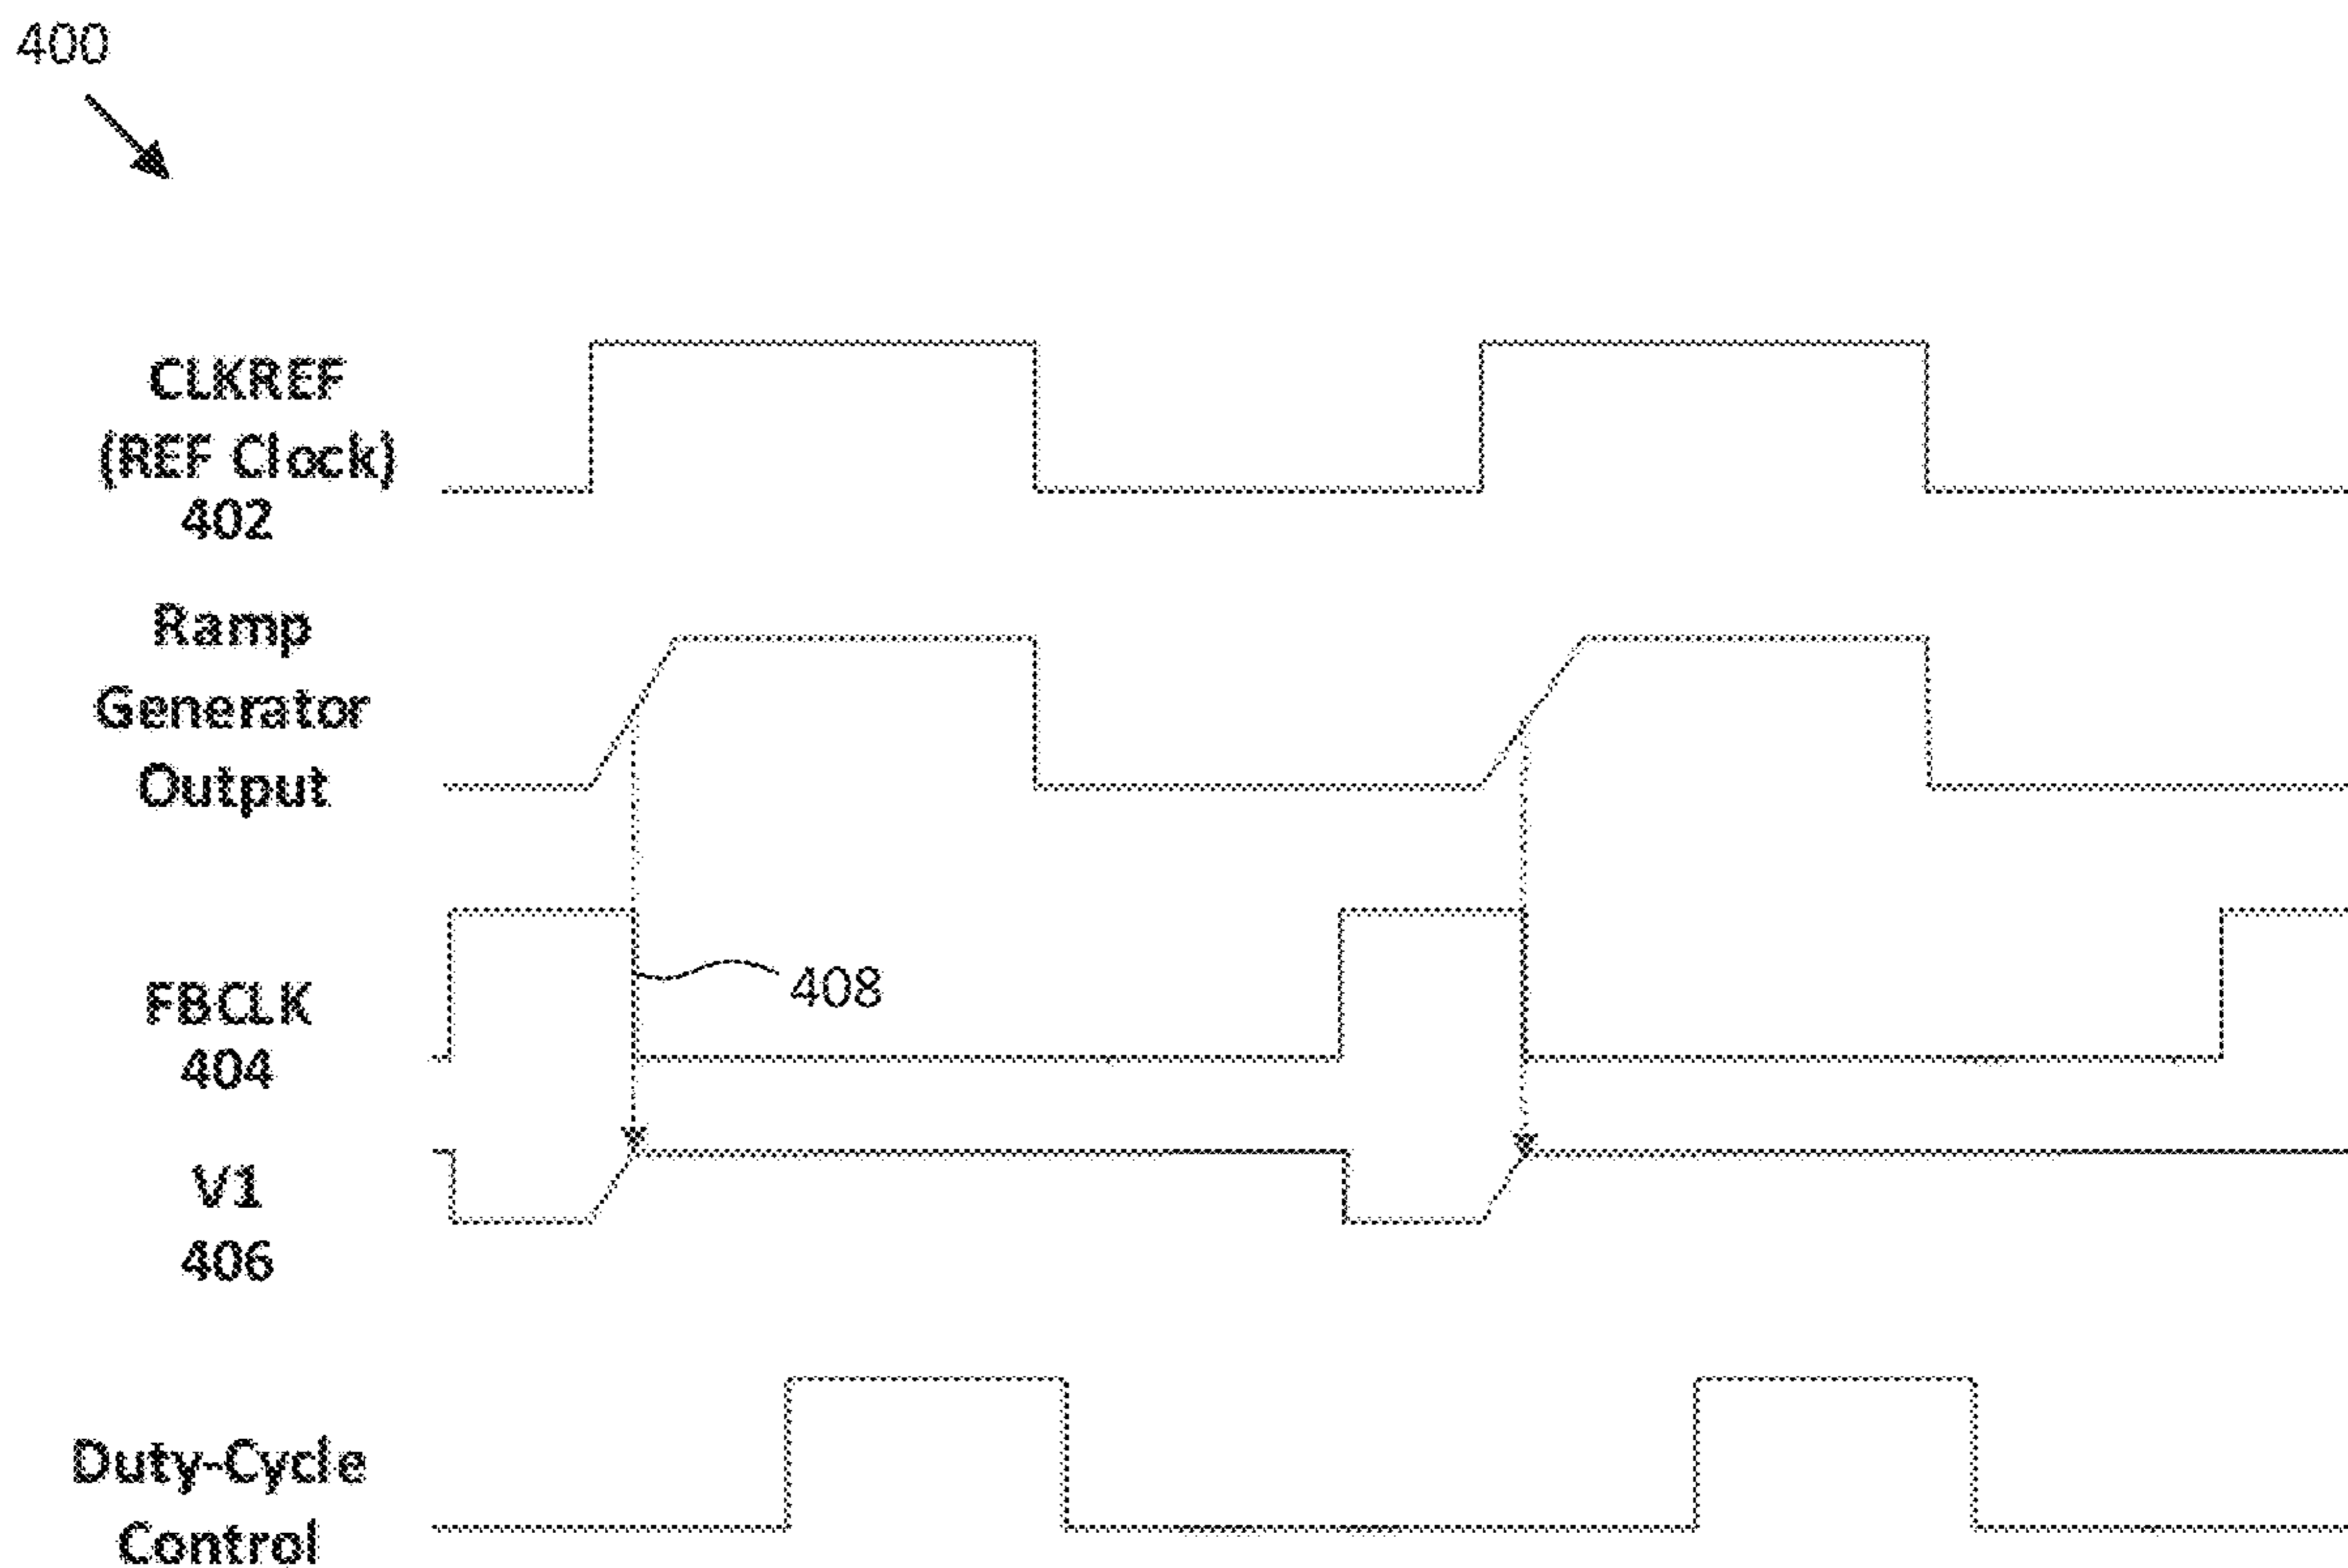 400
CLKREF
(REF Clock)
402
Ramp
Generator
Output
FBCLK
404
408
V1
406
Duty-Cycle
Control